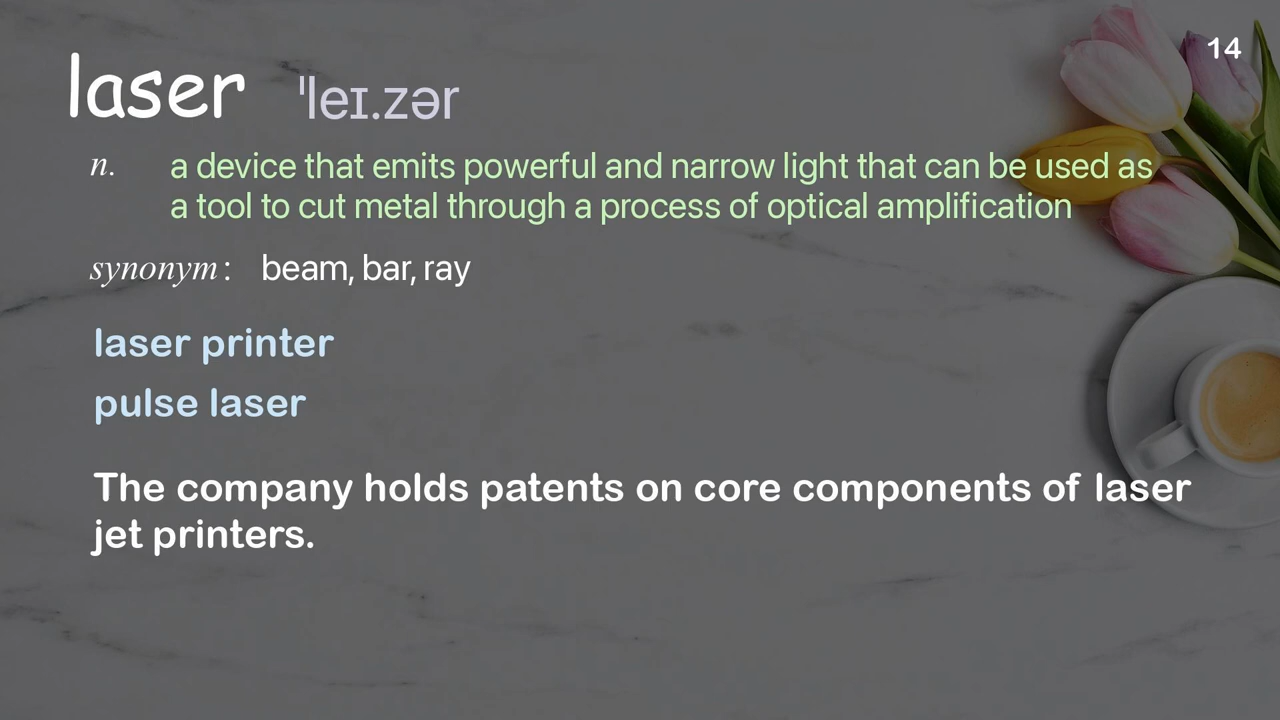 14
laser ˈleɪ.zər
n. a device that emits powerful and narrow light that can be used as
a tool to cut metal through a process of optical amplification
synonym: beam, bar, ray
laser printer
pulse laser
The company holds patents on core components of laser
jet printers.